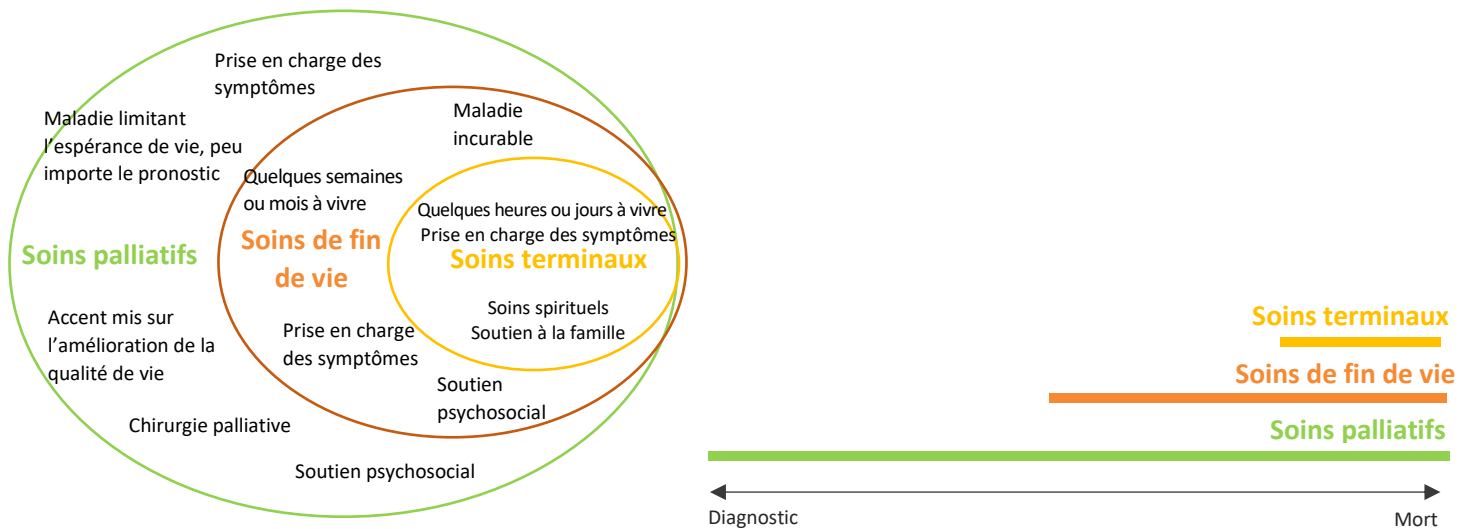 Prise en charge des
symptômes
Maladie limitant
l'espérance de vie, peu
importe le pronostic
Maladie
incurable
Quelques semaines
ou mois à vivre
Quelques heures ou jours à vivre
Prise en charge des symptômes
Soins palliatifs
Soins de fin
de vie
Soins terminaux
Soins spirituels
Soutien à la famille
Accent mis sur
l'amélioration de la
qualité de vie
Prise en charge
des symptômes
Soutien
psychosocial
Chirurgie palliative
Soutien psychosocial
Soins terminaux
Soins de fin de vie
Soins palliatifs
Diagnostic
Mort